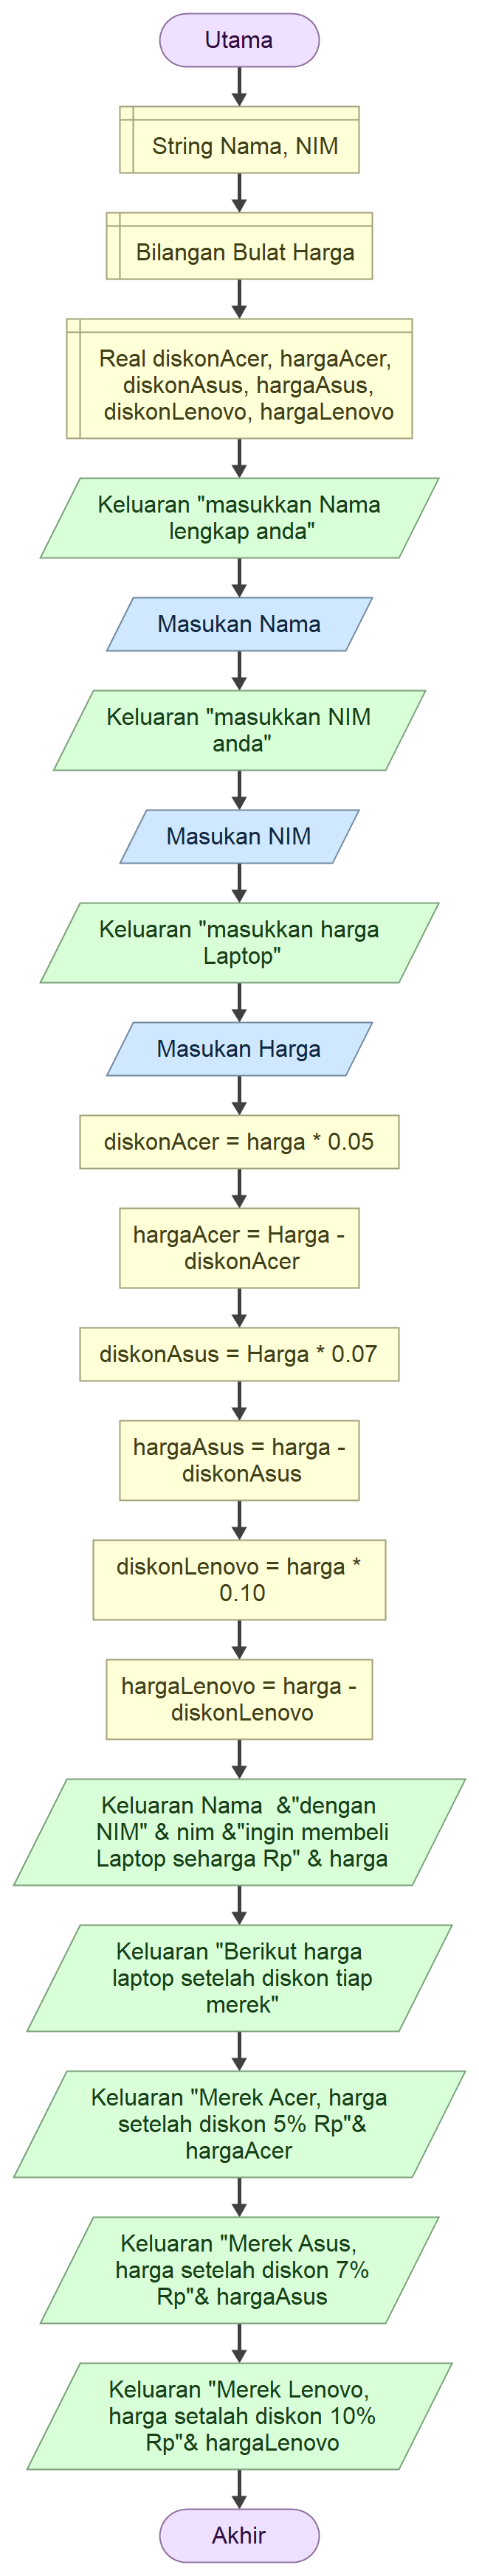 Utama
String Nama, NIM
Bilangan Bulat Harga
Real diskonAcer, hargaAcer,
diskonAsus, hargaAsus,
diskonLenovo, hargaLenovo
Keluaran "masukkan Nama
lengkap anda"
Masukan Nama
Keluaran "masukkan NIM
anda"
Masukan NIM
Keluaran "masukkan harga
Laptop"
Masukan Harga
diskonAcer = harga * 0.05
hargaAcer = Harga -
diskonAcer
diskonAsus = Harga * 0.07
hargaAsus = harga -
diskonAsus
diskonLenovo = harga *
0.10
hargaLenovo = harga -
diskonLenovo
Keluaran Nama  &"dengan
NIM" & nim &"ingin membeli
Laptop seharga Rp" & harga
Keluaran "Berikut harga
laptop setelah diskon tiap
merek"
Keluaran "Merek Acer, harga
setelah diskon 5% Rp"&
hargaAcer
Keluaran "Merek Asus,
harga setelah diskon 7%
Rp"& hargaAsus
Keluaran "Merek Lenovo,
harga setalah diskon 10%
Rp"& hargaLenovo
Akhir